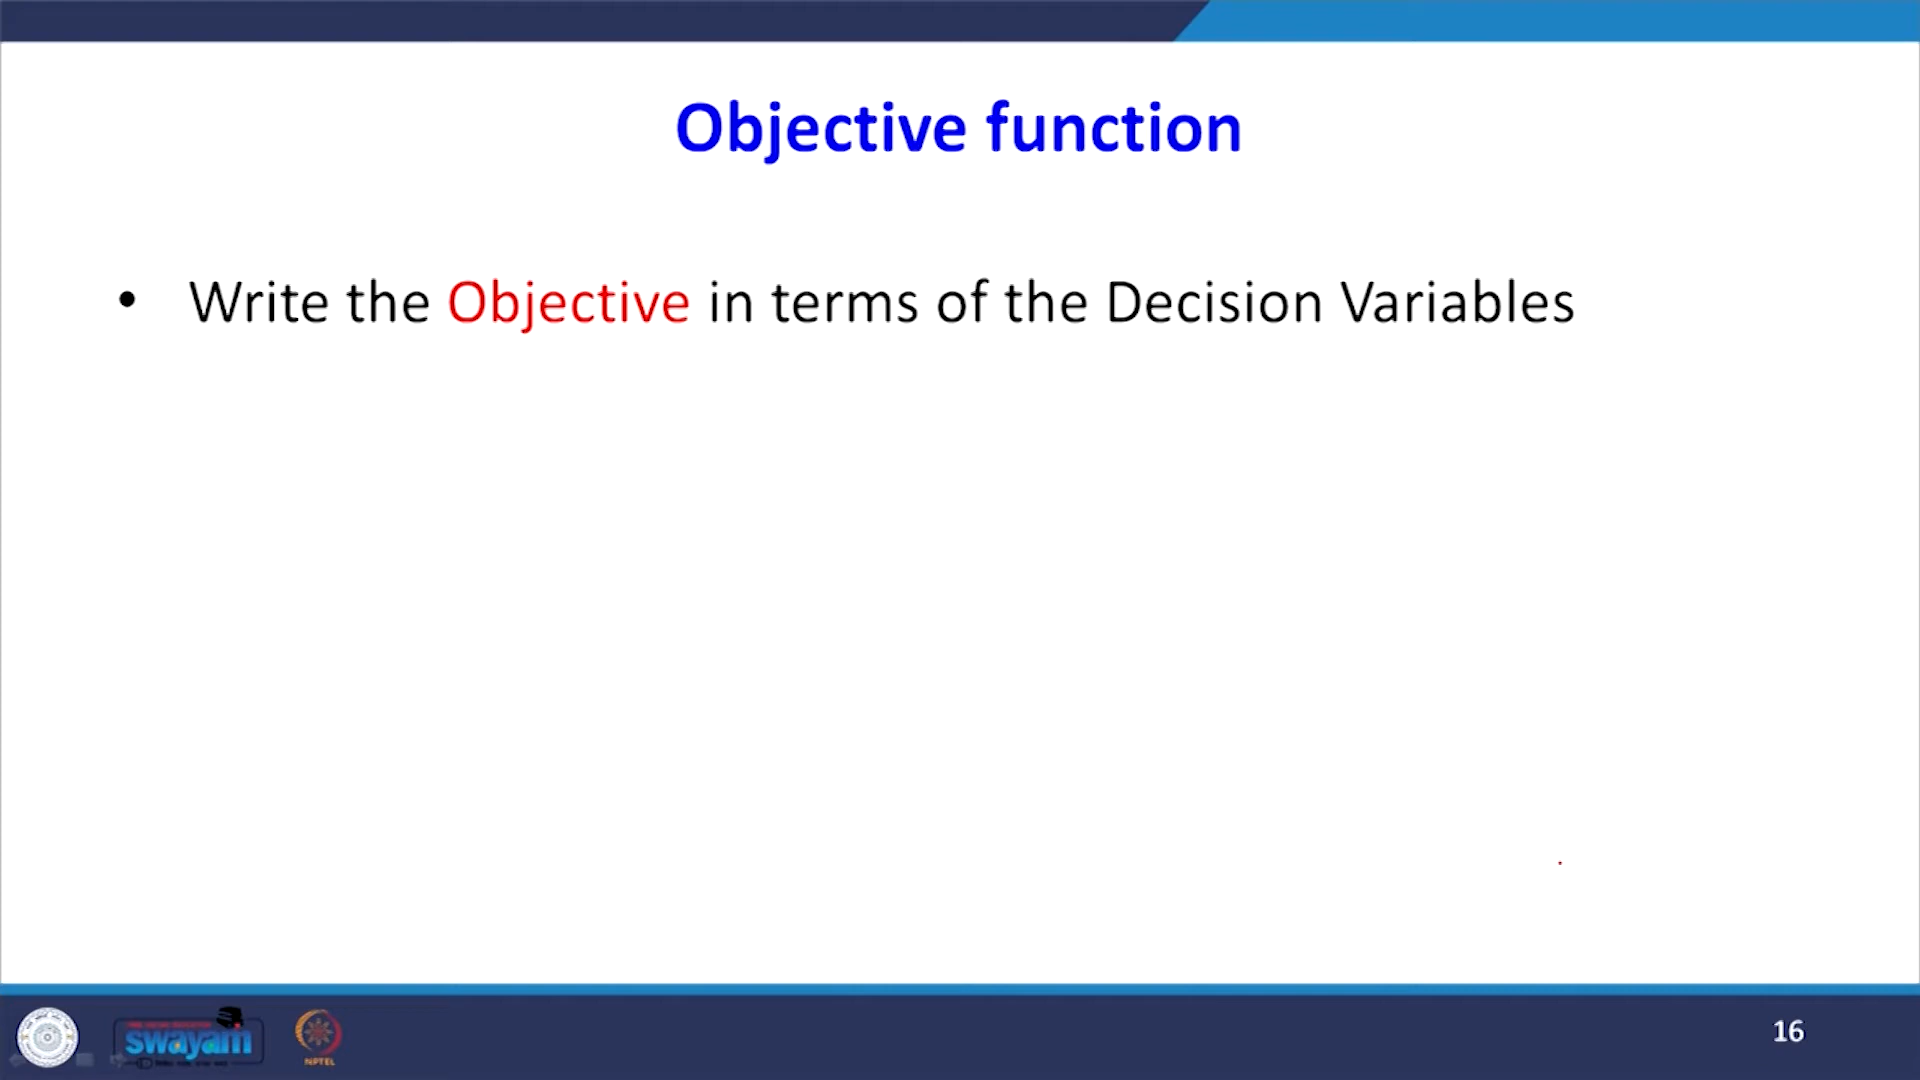 Objective function
• Write the Objective in terms of the Decision Variables
swayam
NPTEL
16